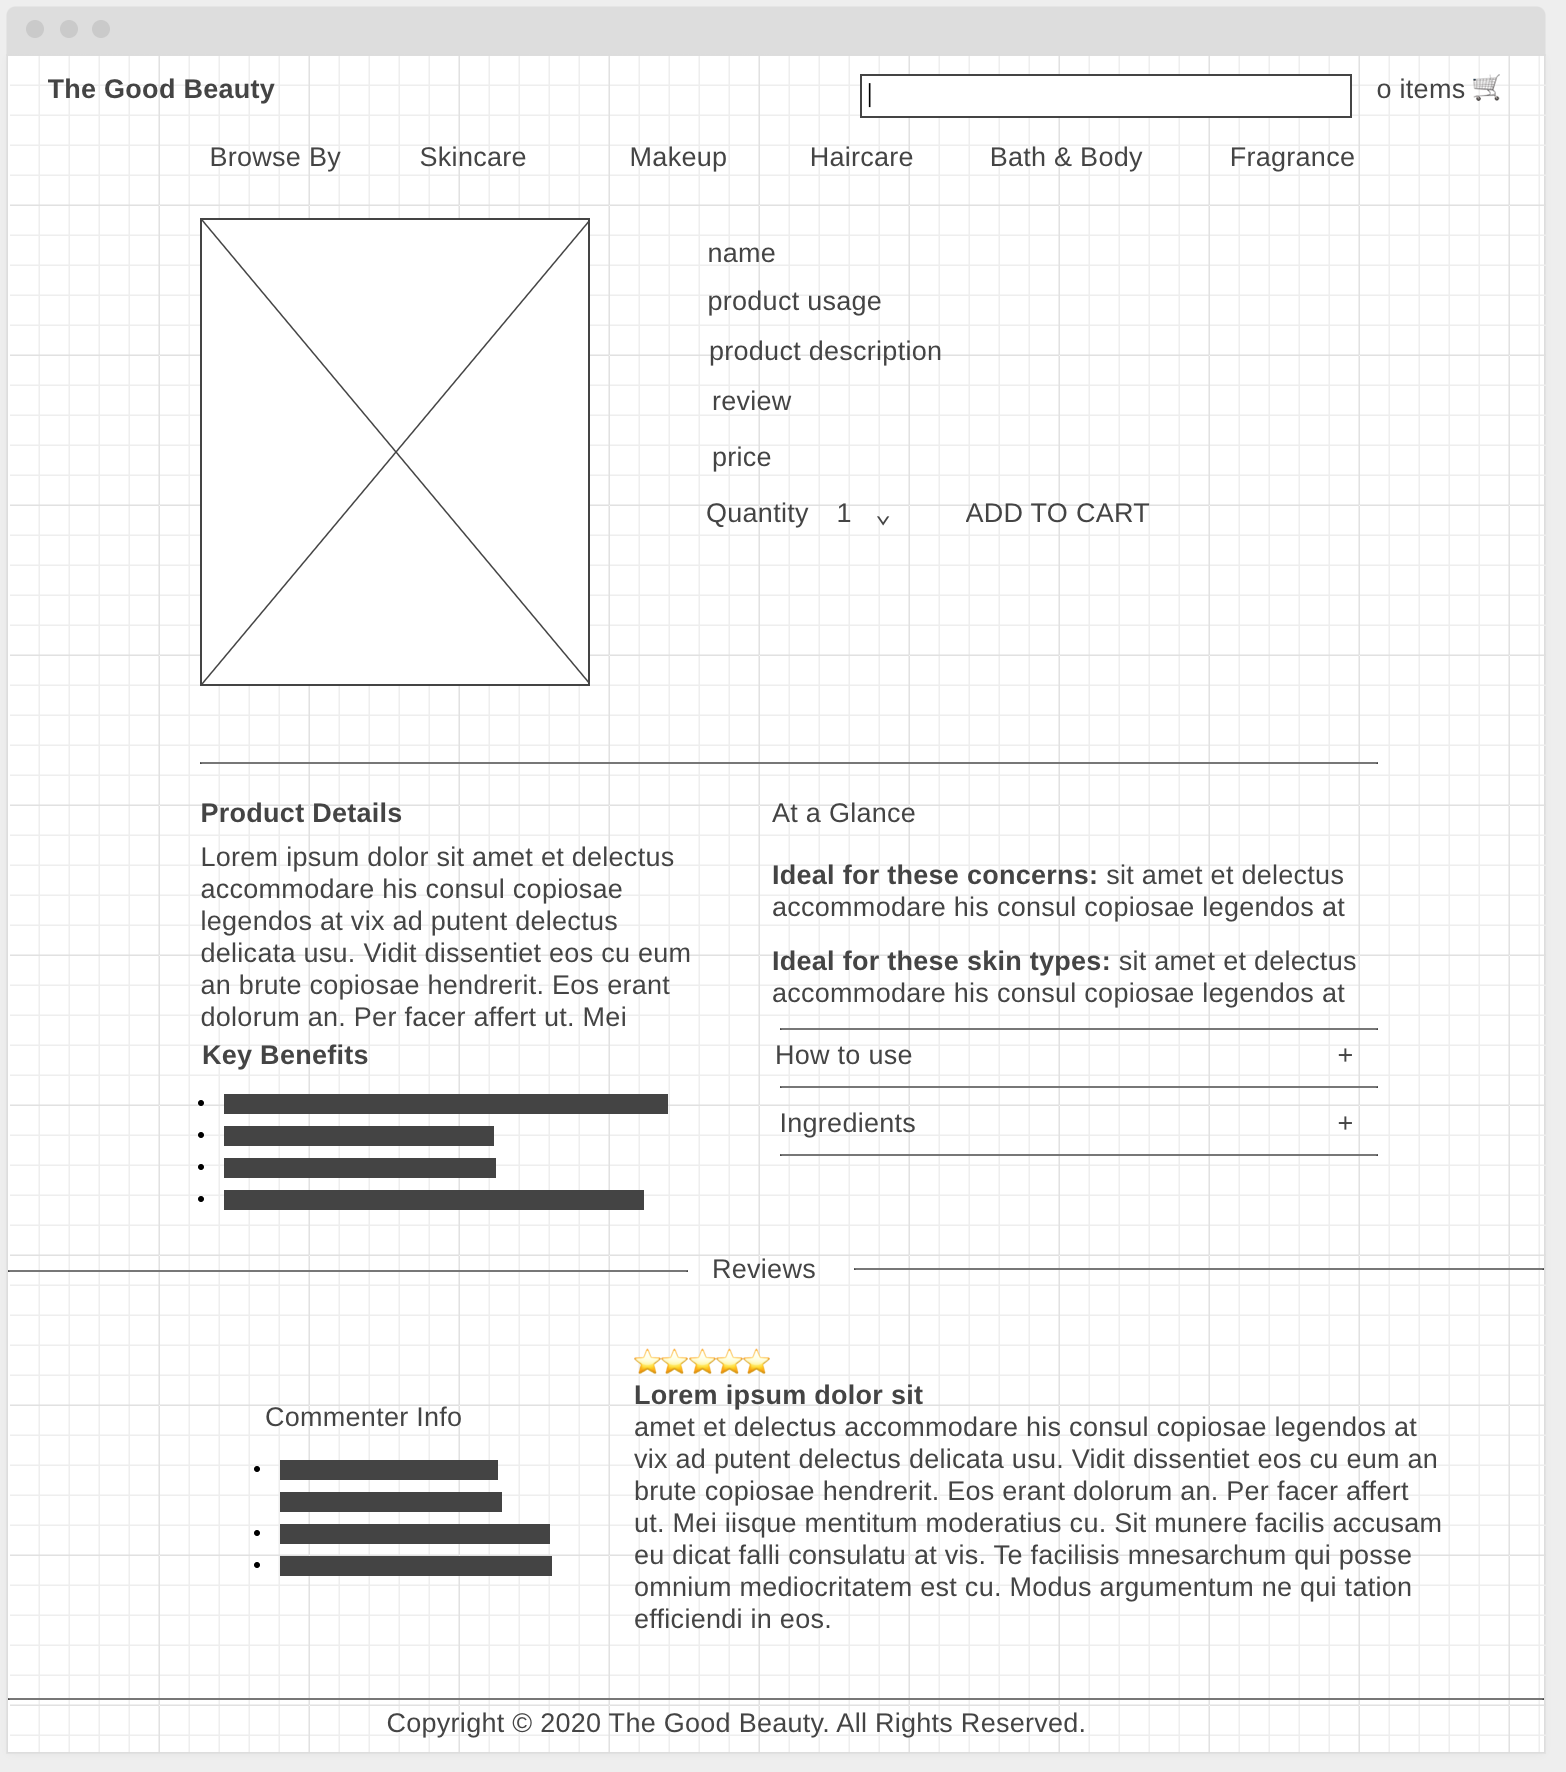 The Good Beauty
o items
Browse By Skincare Makeup Haircare Bath & Body Fragrance
name
product usage
product description
review
price
Quantity 1 ADD TO CART
Product Details
Lorem ipsum dolor sit amet et delectus
accommodare his consul copiosae
legendos at vix ad putent delectus
delicata usu. Vidit dissentiet eos cu eum
an brute copiosae hendrerit. Eos erant
dolorum an. Per facer affert ut. Mei
Key Benefits
At a Glance
Ideal for these concerns: sit amet et delectus
accommodare his consul copiosae legendos at
Ideal for these skin types: sit amet et delectus
accommodare his consul copiosae legendos at
How to use +
Ingredients +
Reviews
Commenter Info
Lorem ipsum dolor sit
amet et delectus accommodare his consul copiosae legendos at
vix ad putent delectus delicata usu. Vidit dissentiet eos cu eum an
brute copiosae hendrerit. Eos erant dolorum an. Per facer affert
ut. Mei iisque mentitum moderatius cu. Sit munere facilis accusam
eu dicat falli consulatu at vis. Te facilisis mnesarchum qui posse
omnium mediocritatem est cu. Modus argumentum ne qui tation
efficiendi in eos.
Copyright © 2020 The Good Beauty. All Rights Reserved.